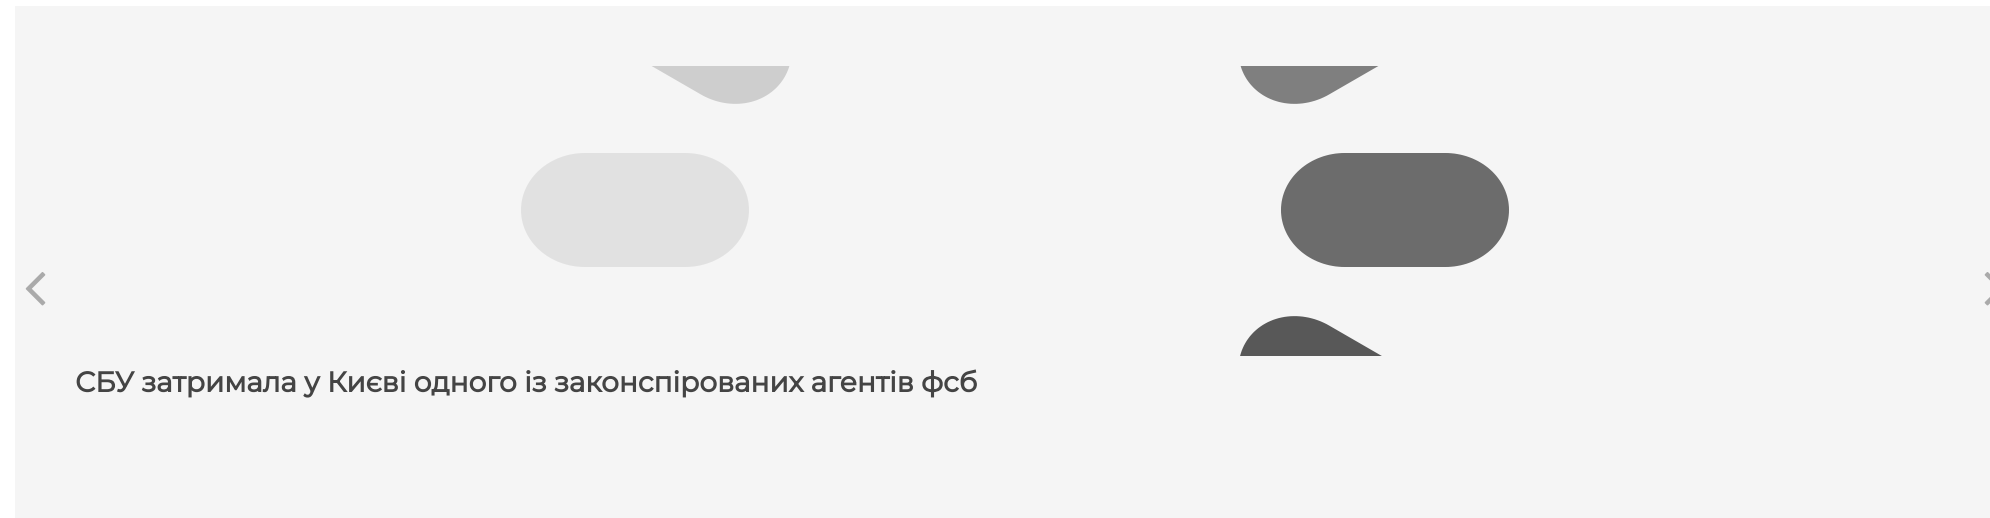 СБУ затримала у Києві одного із законспірованих агентів фсб